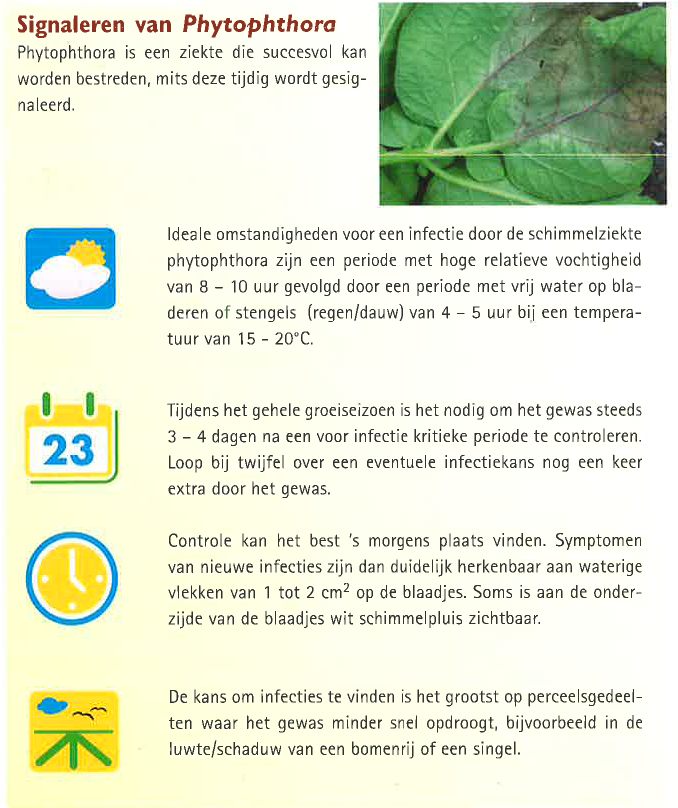 Signaleren van Phytophthora
Phytophthora is een ziekte die succesvol kan
worden bestreden, mits deze tijdig wordt gesig-
naleerd.
Ideale omstandigheden voor een infectie door de schimmelziekte
phytophthora zijn een periode met hoge relatieve vochtigheid
van 8 – 10 uur gevolgd door een periode met vrij water op bla-
deren of stengels (regen/dauw) van 4 – 5 uur bij een tempera-
tuur van 15 - 20°C.
23
Tijdens het gehele groeiseizoen is het nodig om het gewas steeds
3 – 4 dagen na een voor infectie kritieke periode te controleren.
Loop bij twijfel over een eventuele infectiekans nog een keer
extra door het gewas.
Controle kan het best 's morgens plaats vinden. Symptomen
van nieuwe infecties zijn dan duidelijk herkenbaar aan waterige
vlekken van 1 tot 2 cm² op de blaadjes. Soms is aan de onder-
zijde van de blaadjes wit schimmelpluis zichtbaar.
De kans om infecties te vinden is het grootst op perceelsgedeel-
ten waar het gewas minder snel opdroogt, bijvoorbeeld in de
luwte/schaduw van een bomenrij of een singel.